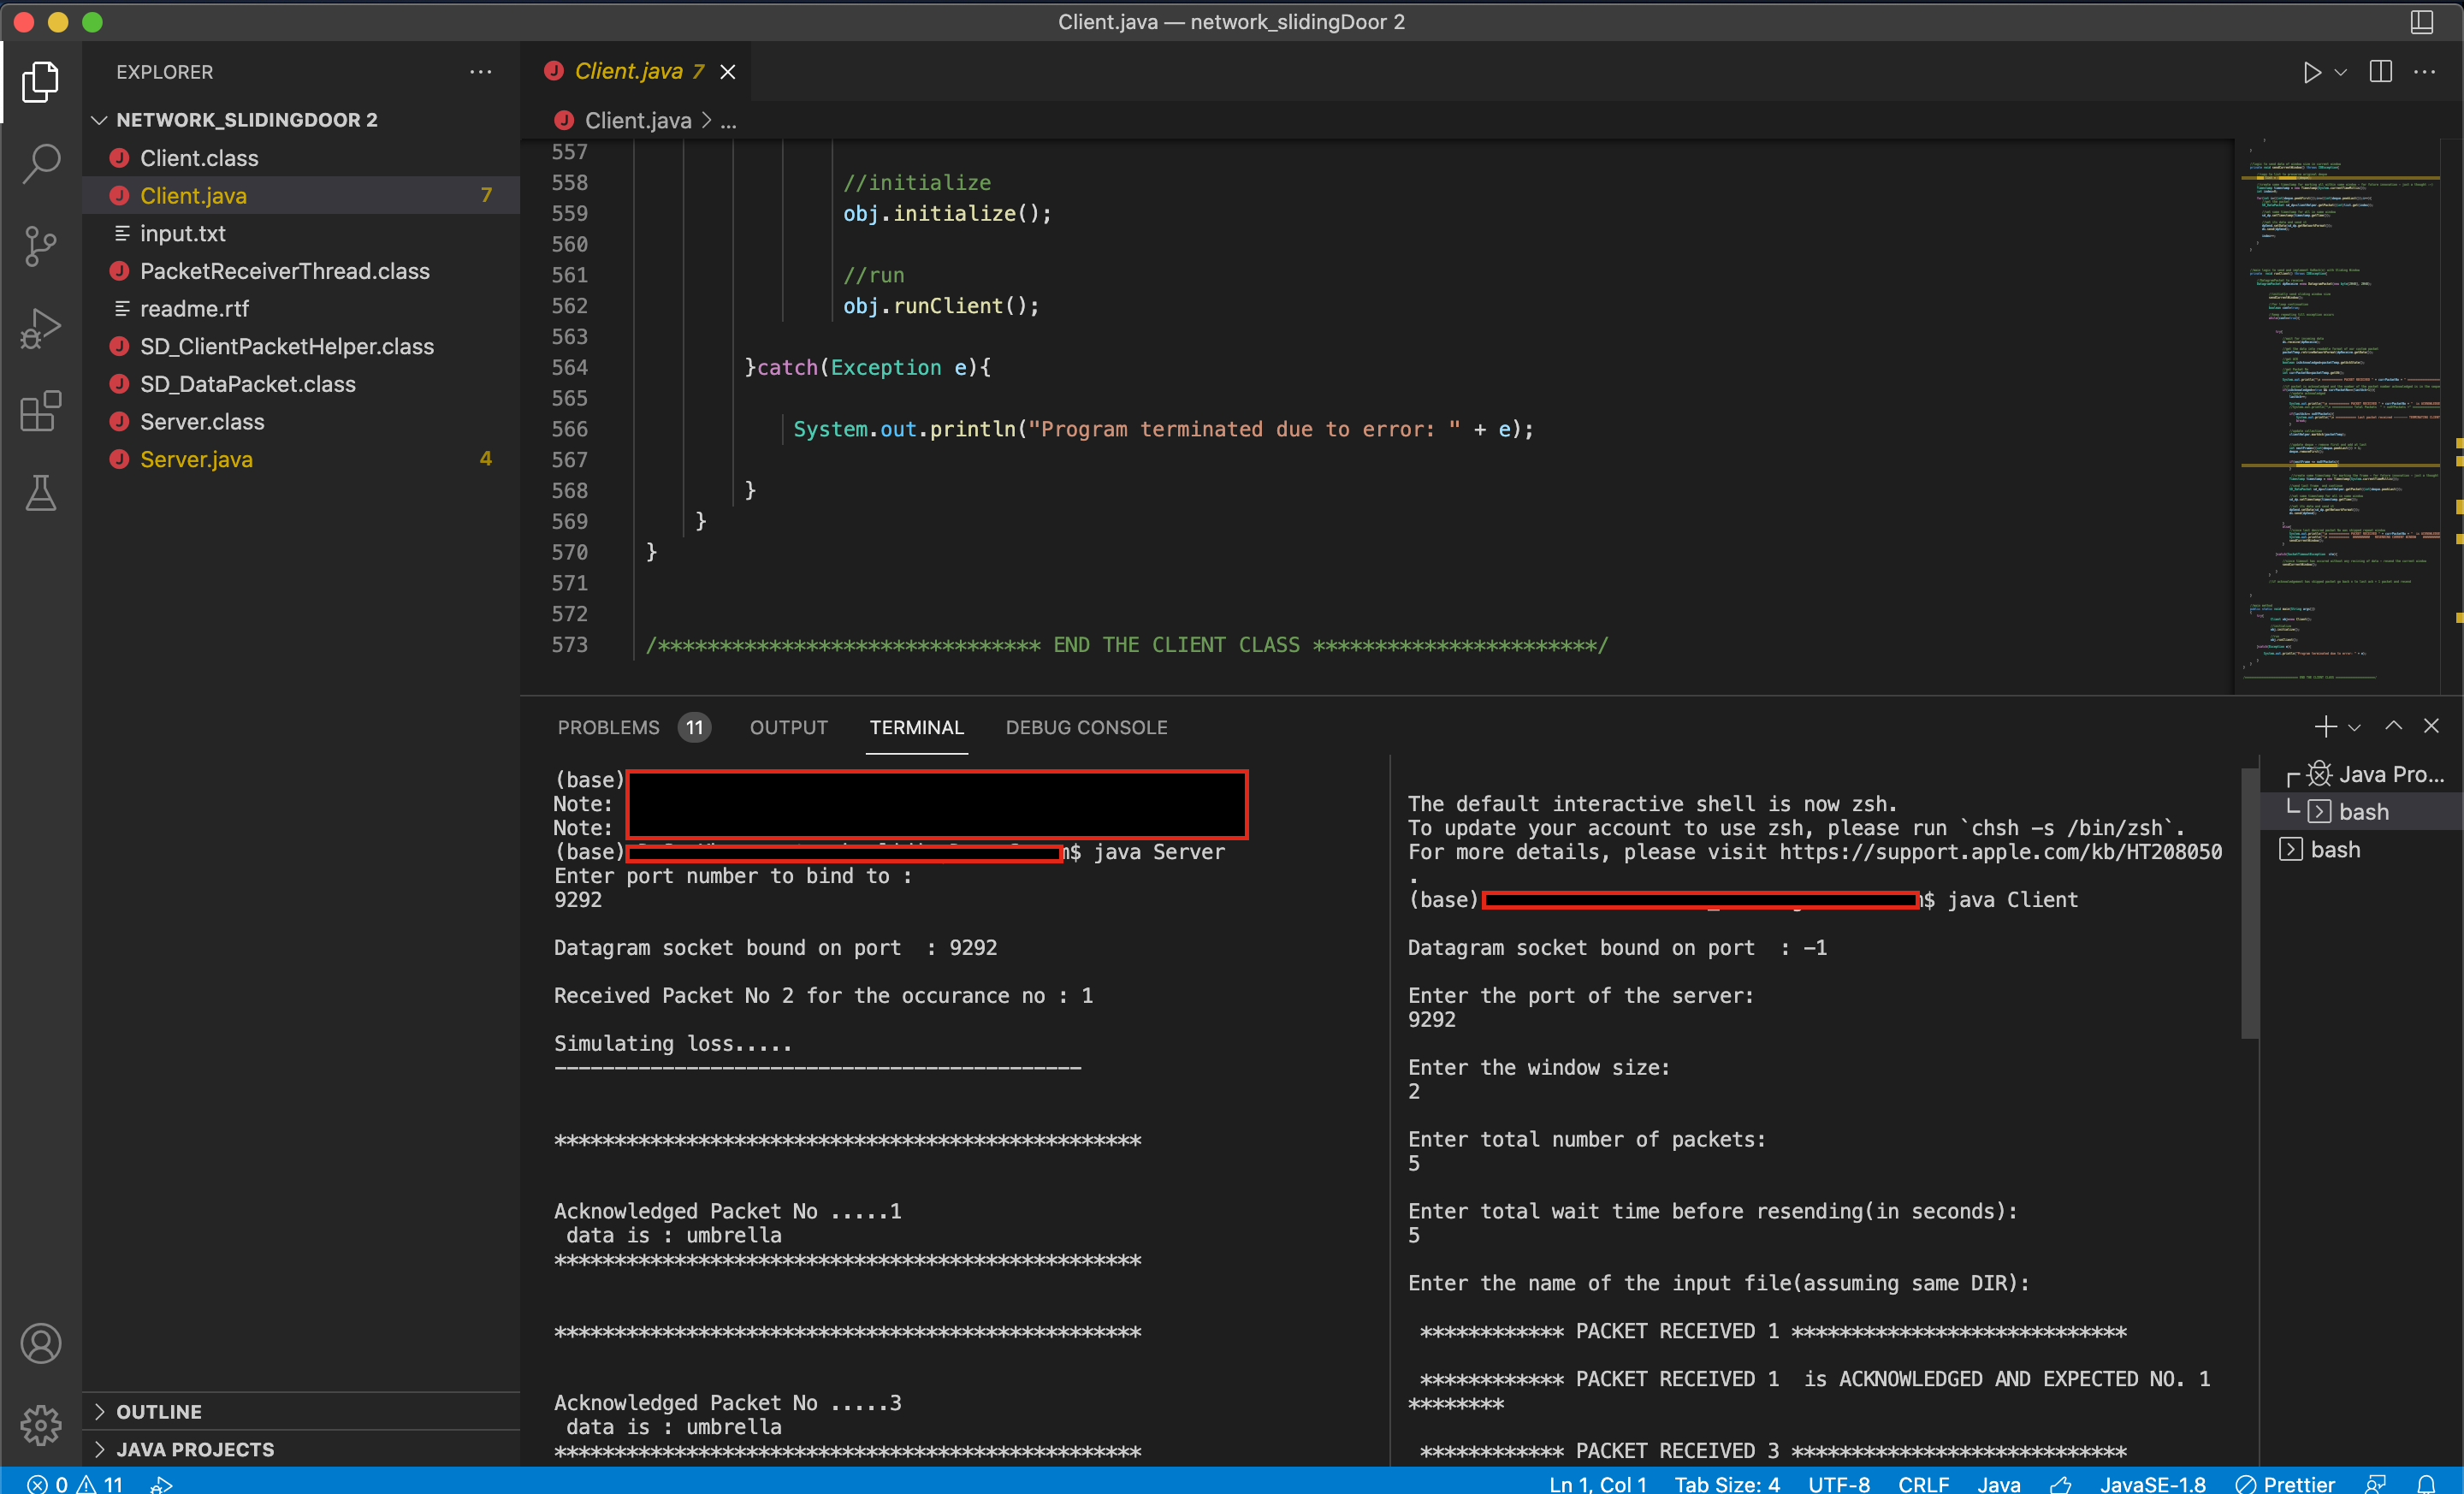 Client.java — network_slidingDoor 2
EXPLORER
NETWORK_SLIDINGDOOR 2
Client.class
Client.java 7
input.txt
PacketReceiverThread.class
readme.rtf
SD_ClientPacketHelper.class
SD_DataPacket.class
Server.class
Server.java 4
OUTLINE
JAVA PROJECTS
Client.java 7
Client.java > ...
557
558 //initialize
559 obj.initialize();
560
561 //run
562 obj.runClient();
563
564 }catch(Exception e){
565
566 System.out.println("Program terminated due to error: " + e);
567
568 }
569 }
570 }
571
572
573 /******************************* END THE CLIENT CLASS ***********************/
PROBLEMS 11 OUTPUT TERMINAL DEBUG CONSOLE
(base)
Note:
Note:
(base) $ java Server
Enter port number to bind to :
9292
Datagram socket bound on port  : 9292
Received Packet No 2 for the occurance no : 1
Simulating loss.....
--------------------------------------------
*************************************************
Acknowledged Packet No .....1
data is : umbrella
*************************************************
*************************************************
Acknowledged Packet No .....3
data is : umbrella
*************************************************
The default interactive shell is now zsh.
To update your account to use zsh, please run `chsh -s /bin/zsh`.
For more details, please visit https://support.apple.com/kb/HT208050
.
(base) $ java Client
Datagram socket bound on port  : -1
Enter the port of the server:
9292
Enter the window size:
2
Enter total number of packets:
5
Enter total wait time before resending(in seconds):
5
Enter the name of the input file(assuming same DIR):
************ PACKET RECEIVED 1 ****************************
************ PACKET RECEIVED 1  is ACKNOWLEDGED AND EXPECTED NO. 1
********
************ PACKET RECEIVED 3 ****************************
Java Pro...
bash
bash
0 11
Ln 1, Col 1 Tab Size: 4 UTF-8 CRLF Java JavaSE-1.8 Prettier